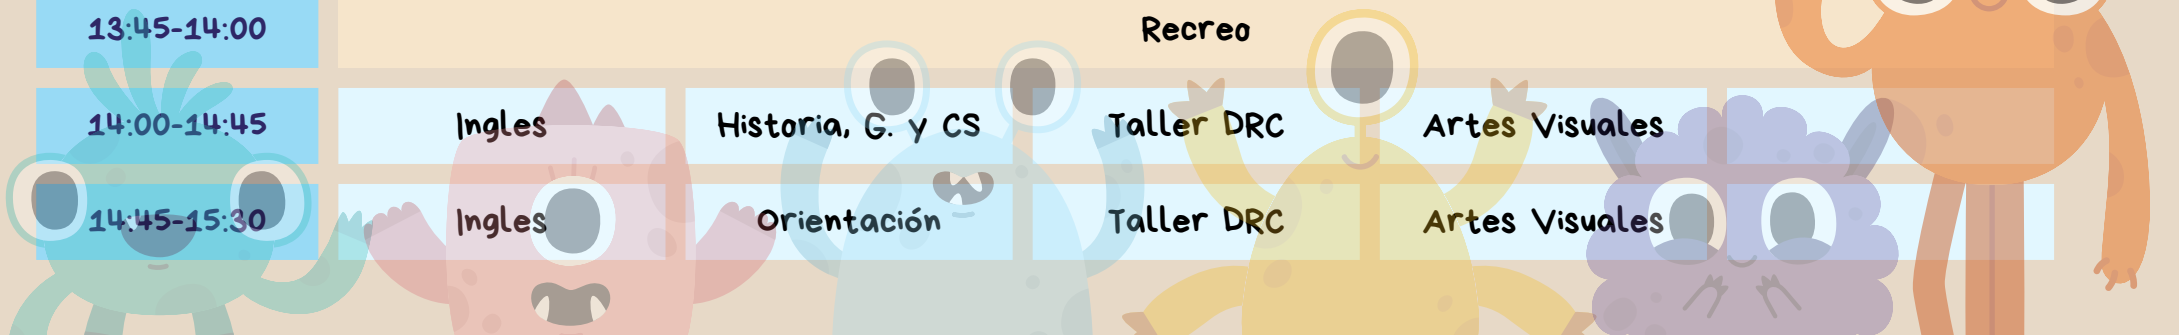 13:45-14:00 Recreo
14:00-14:45 Ingles Historia, G. y CS Taller DRC Artes Visuales
14:45-15:30 Ingles Orientación Taller DRC Artes Visuales